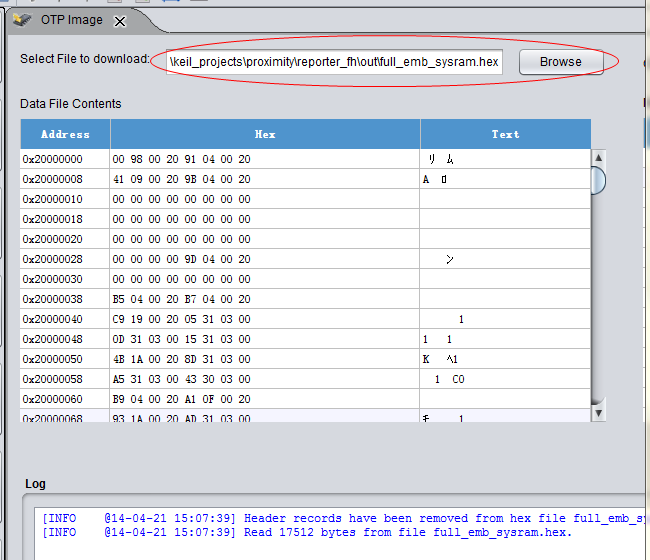 OTP Image
Select File to download: \keil_projects\proximity\reporter_fh\out\full_emb_sysram.hex Browse
Data File Contents
Address Hex Text
0x20000000 00 98 00 20 91 04 00 20 リ ム
0x20000008 41 09 00 20 9B 04 00 20 A ロ
0x20000010 00 00 00 00 00 00 00 00
0x20000018 00 00 00 00 00 00 00 00
0x20000020 00 00 00 00 00 00 00 00
0x20000028 00 00 00 00 9D 04 00 20 ン
0x20000030 00 00 00 00 00 00 00 00
0x20000038 B5 04 00 20 B7 04 00 20
0x20000040 C9 19 00 20 05 31 03 00 1
0x20000048 0D 31 03 00 15 31 03 00 1 1
0x20000050 4B 1A 00 20 8D 31 03 00 K ヘ1
0x20000058 A5 31 03 00 43 30 03 00 1 C0
0x20000060 B9 04 00 20 A1 0F 00 20
0x20000068 93 1A 00 20 AD 31 03 00 モ 1
Log
[INFO @14-04-21 15:07:39] Header records have been removed from hex file full_emb_s
[INFO @14-04-21 15:07:39] Read 17512 bytes from file full_emb_sysram.hex.